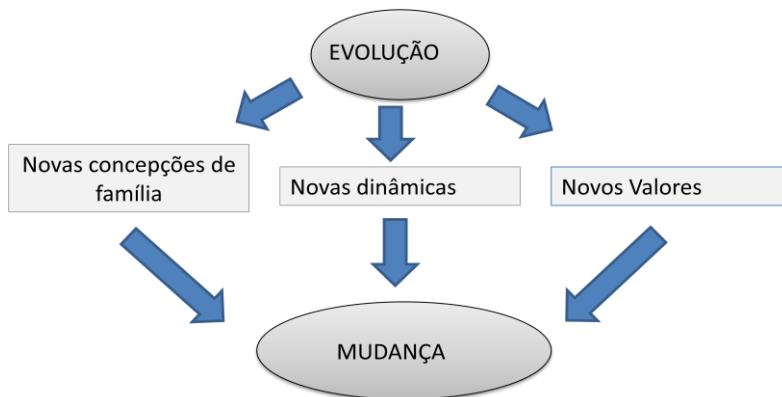 EVOLUÇÃO
Novas concepções de
família
Novas dinâmicas
Novos Valores
MUDANÇA